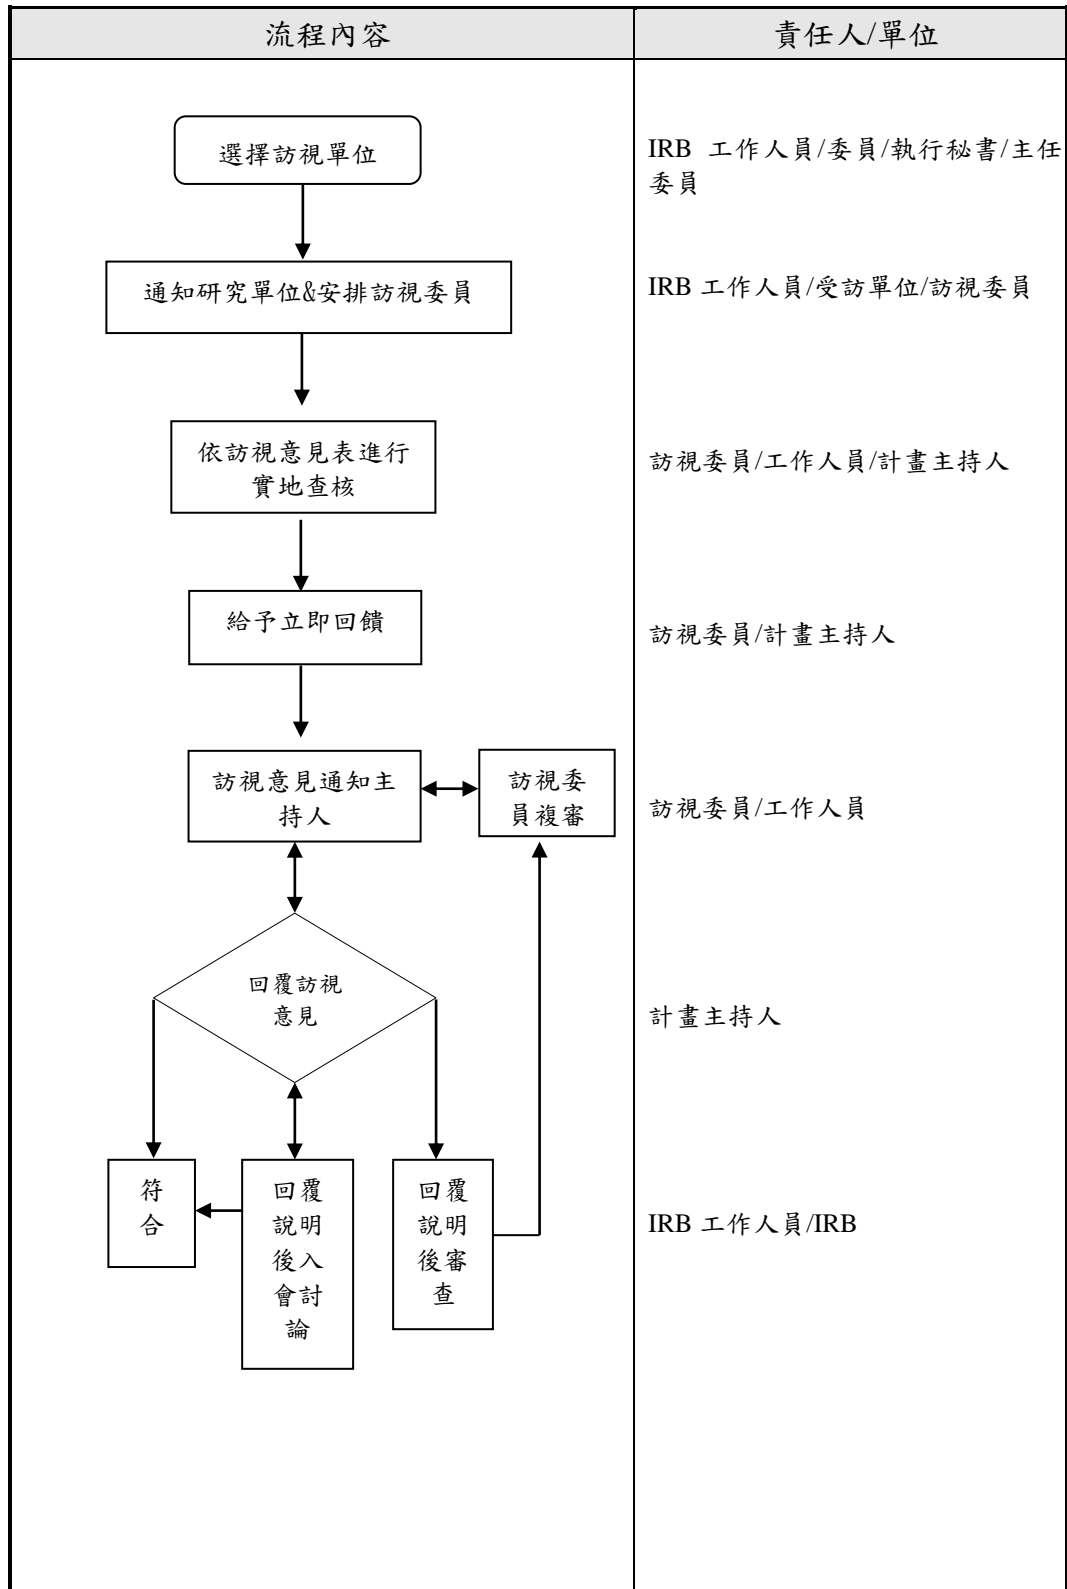 流程內容
責任人/單位
選擇訪視單位
IRB 工作人員/委員/執行秘書/主任
委員
通知研究單位&安排訪視委員
IRB 工作人員/受訪單位/訪視委員
依訪視意見表進行
實地查核
訪視委員/工作人員/計畫主持人
給予立即回饋
訪視委員/計畫主持人
訪視意見通知主
持人
訪視委
員複審
訪視委員/工作人員
回覆訪視
意見
計畫主持人
符
合
回覆
說明
後入
會討
論
回覆
說明
後審
查
IRB 工作人員/IRB